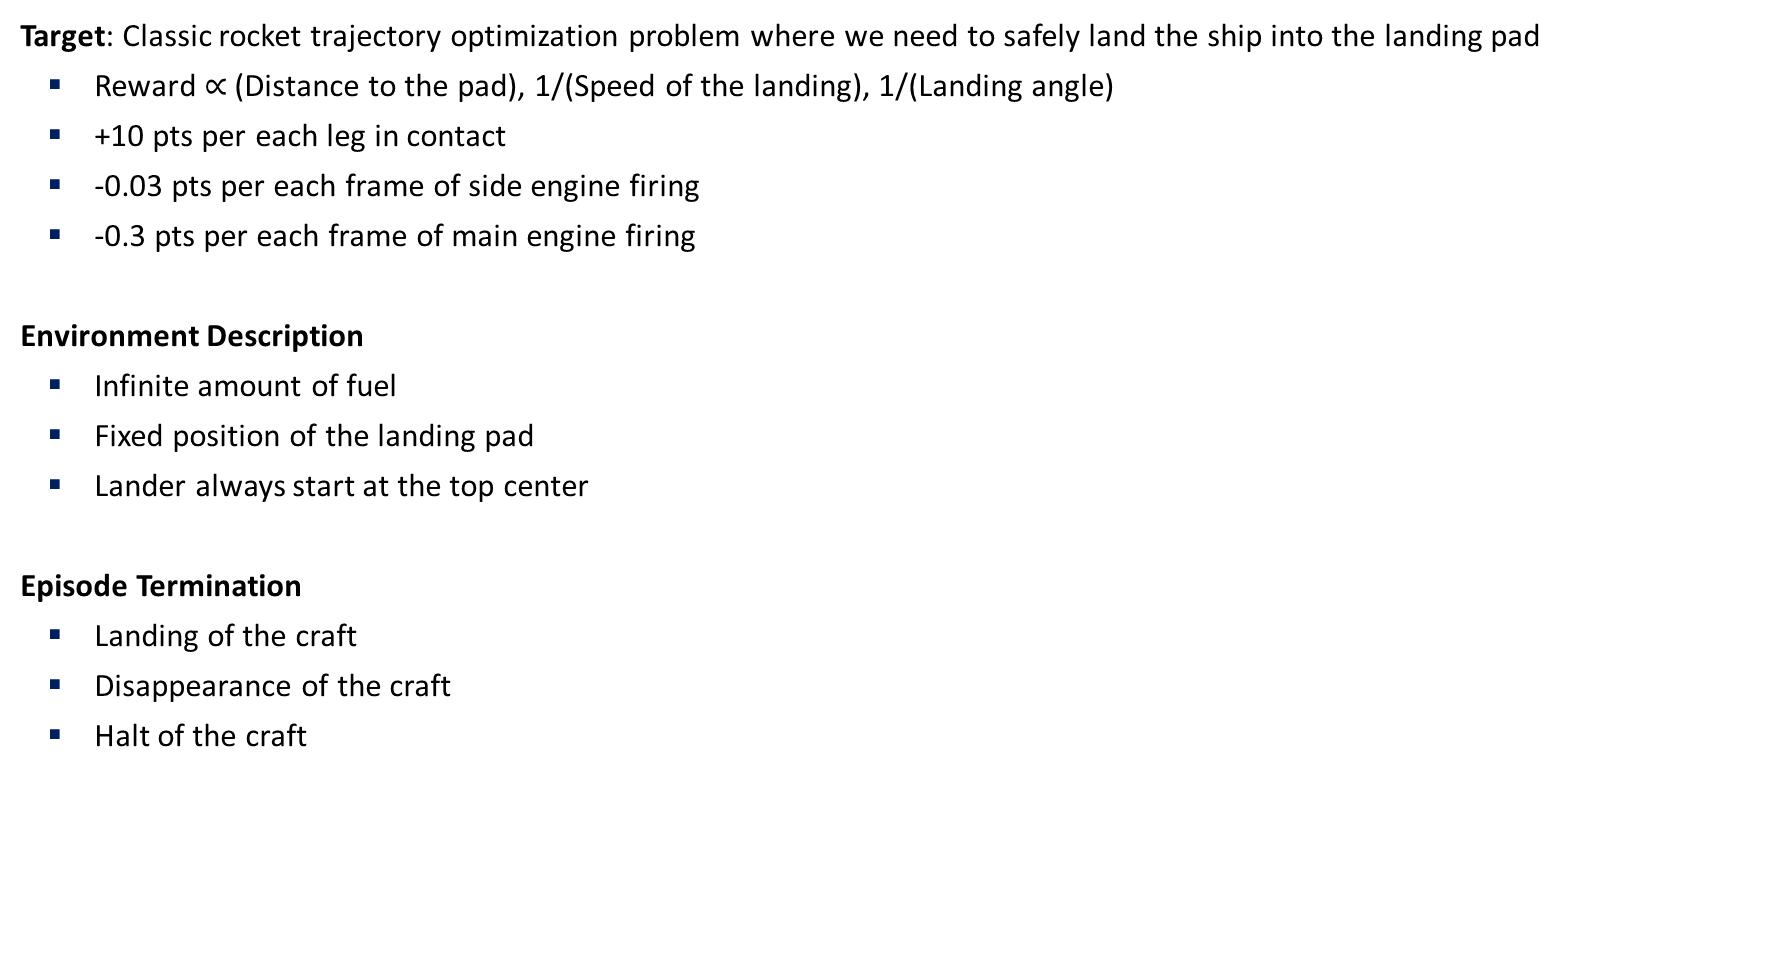 Target: Classic rocket trajectory optimization problem where we need to safely land the ship into the landing pad
▪ Reward ∝ (Distance to the pad), 1/(Speed of the landing), 1/(Landing angle)
▪ +10 pts per each leg in contact
▪ -0.03 pts per each frame of side engine firing
▪ -0.3 pts per each frame of main engine firing
Environment Description
▪ Infinite amount of fuel
▪ Fixed position of the landing pad
▪ Lander always start at the top center
Episode Termination
▪ Landing of the craft
▪ Disappearance of the craft
▪ Halt of the craft